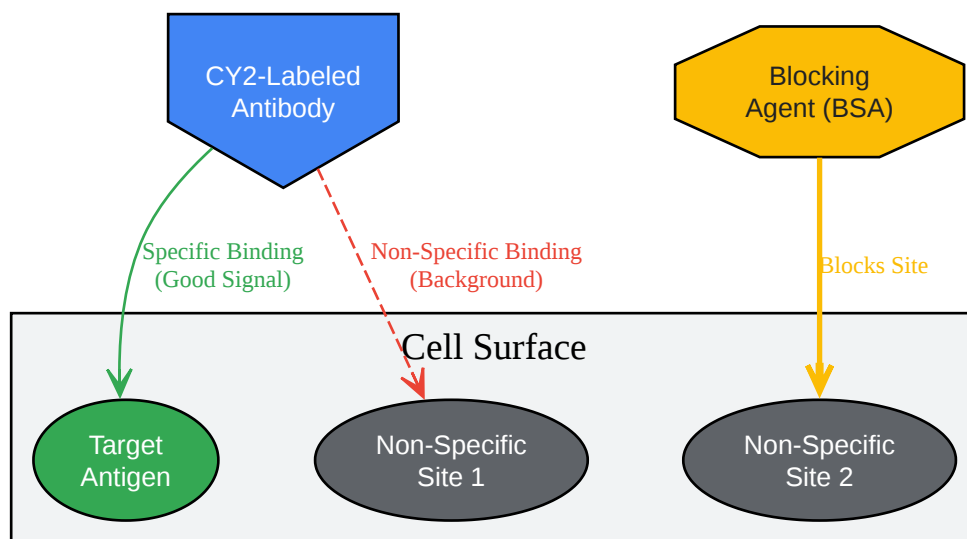 CY2-Labeled
Antibody
Blocking
Agent (BSA)
Specific Binding
(Good Signal)
Non-Specific Binding
(Background)
Blocks Site
Cell Surface
Target
Antigen
Non-Specific
Site 1
Non-Specific
Site 2